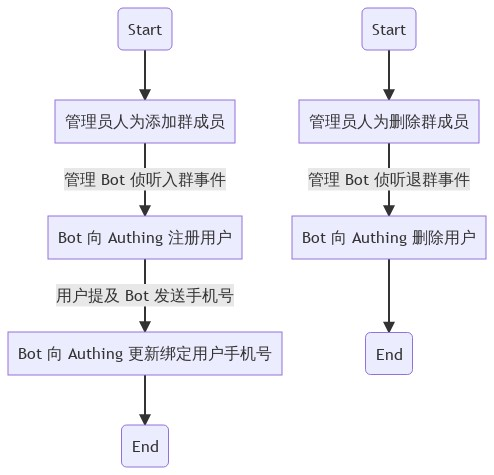 Start
管理员人为添加群成员
管理 Bot 侦听入群事件
Bot 向 Authing 注册用户
用户提及 Bot 发送手机号
Bot 向 Authing 更新绑定用户手机号
End
Start
管理员人为删除群成员
管理 Bot 侦听退群事件
Bot 向 Authing 删除用户
End